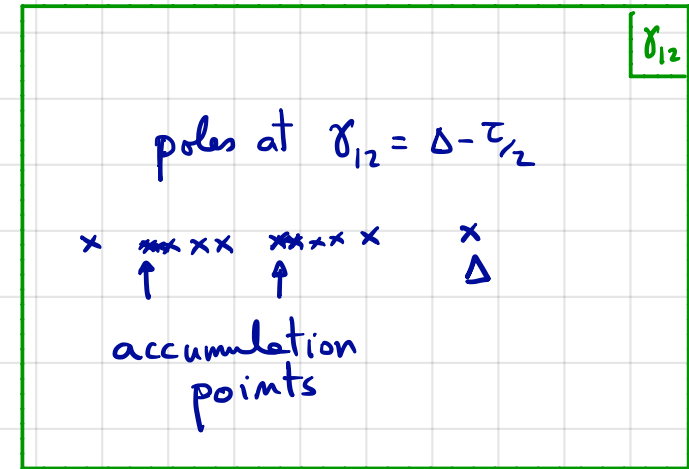 γ₁₂
poles at γ₁₂ = Δ - τ/2
Δ
accumulation
points